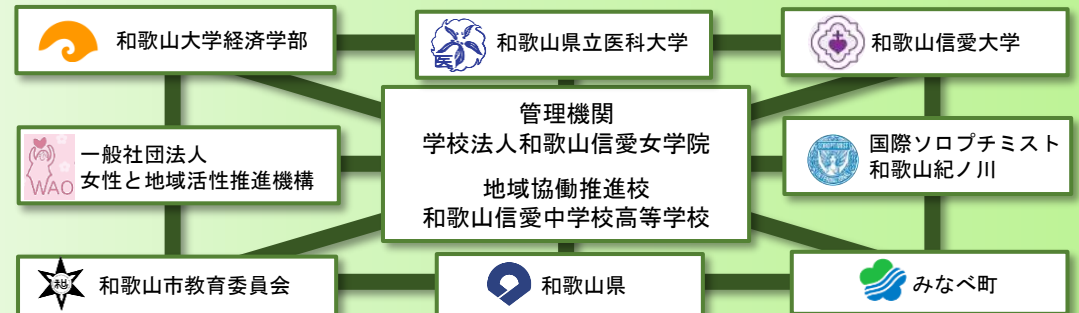 和歌山大学経済学部
医
和歌山県立医科大学
和歌山信愛大学
管理機関
学校法人和歌山信愛女学院
地域協働推進校
和歌山信愛中学校高等学校
WAO
一般社団法人
女性と地域活性推進機構
国際ソロプチミスト
和歌山紀ノ川
和歌山市教育委員会
和歌山県
みなべ町